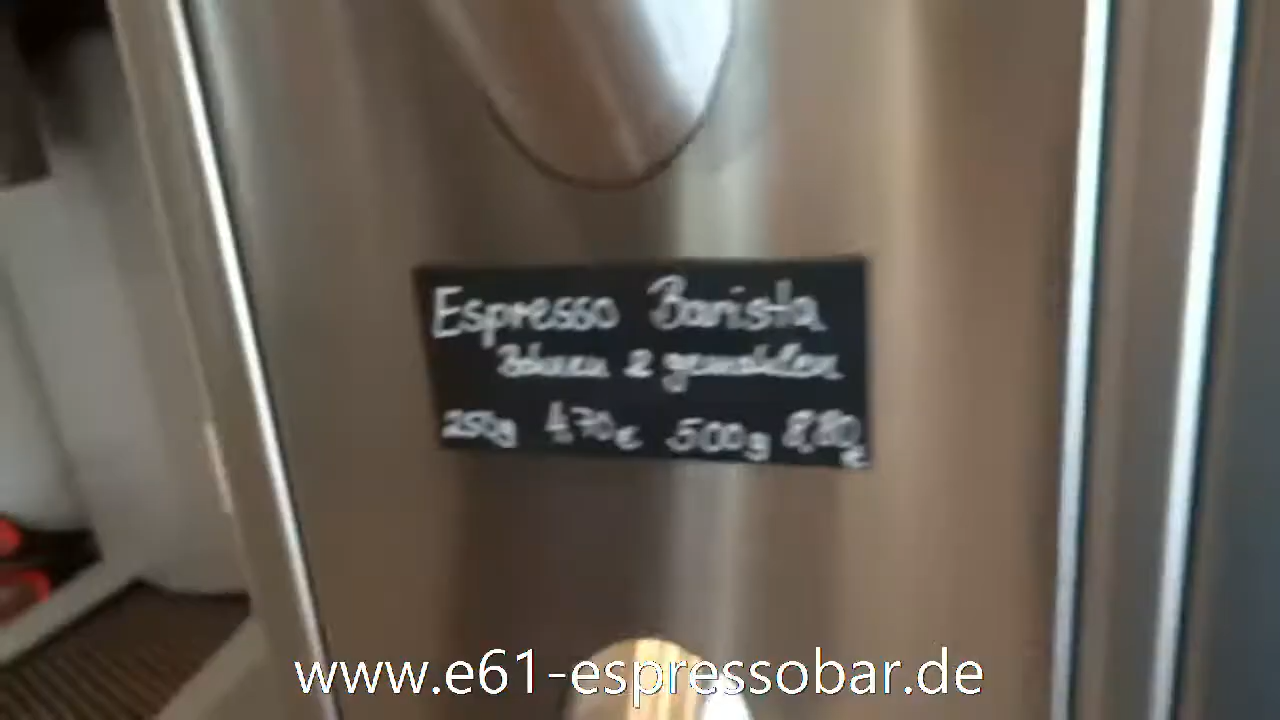 Espresso Barista
Bohnen & gemahlen
250g 4,70€ 500g 8,80€
www.e61-espressobar.de